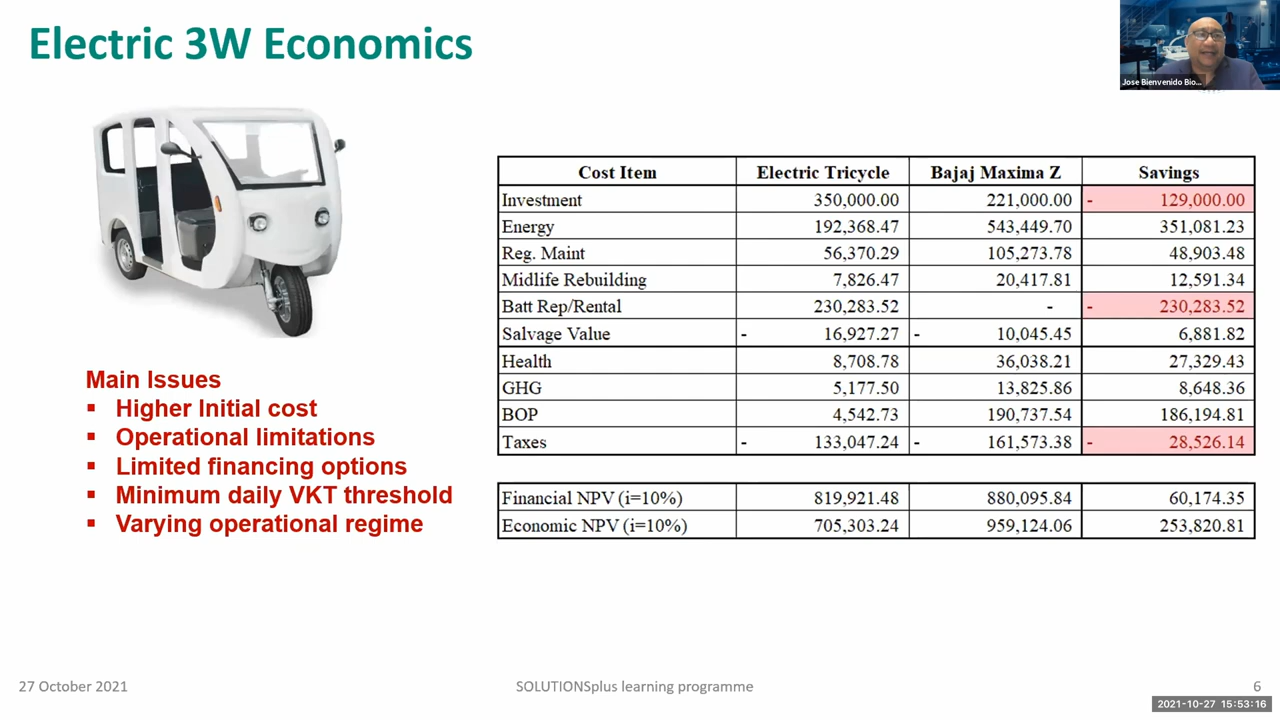 Electric 3W Economics
Jose Bienvenido Bio...
Cost Item Electric Tricycle Bajaj Maxima Z Savings
Investment 350,000.00 221,000.00 - 129,000.00
Energy 192,368.47 543,449.70 351,081.23
Reg. Maint 56,370.29 105,273.78 48,903.48
Midlife Rebuilding 7,826.47 20,417.81 12,591.34
Batt Rep/Rental 230,283.52 - - 230,283.52
Salvage Value - 16,927.27 - 10,045.45 6,881.82
Health 8,708.78 36,038.21 27,329.43
GHG 5,177.50 13,825.86 8,648.36
BOP 4,542.73 190,737.54 186,194.81
Taxes - 133,047.24 - 161,573.38 - 28,526.14
Financial NPV (i=10%) 819,921.48 880,095.84 60,174.35
Economic NPV (i=10%) 705,303.24 959,124.06 253,820.81
Main Issues
▪ Higher Initial cost
▪ Operational limitations
▪ Limited financing options
▪ Minimum daily VKT threshold
▪ Varying operational regime
27 October 2021
SOLUTIONSplus learning programme
6
2021-10-27 15:53:16